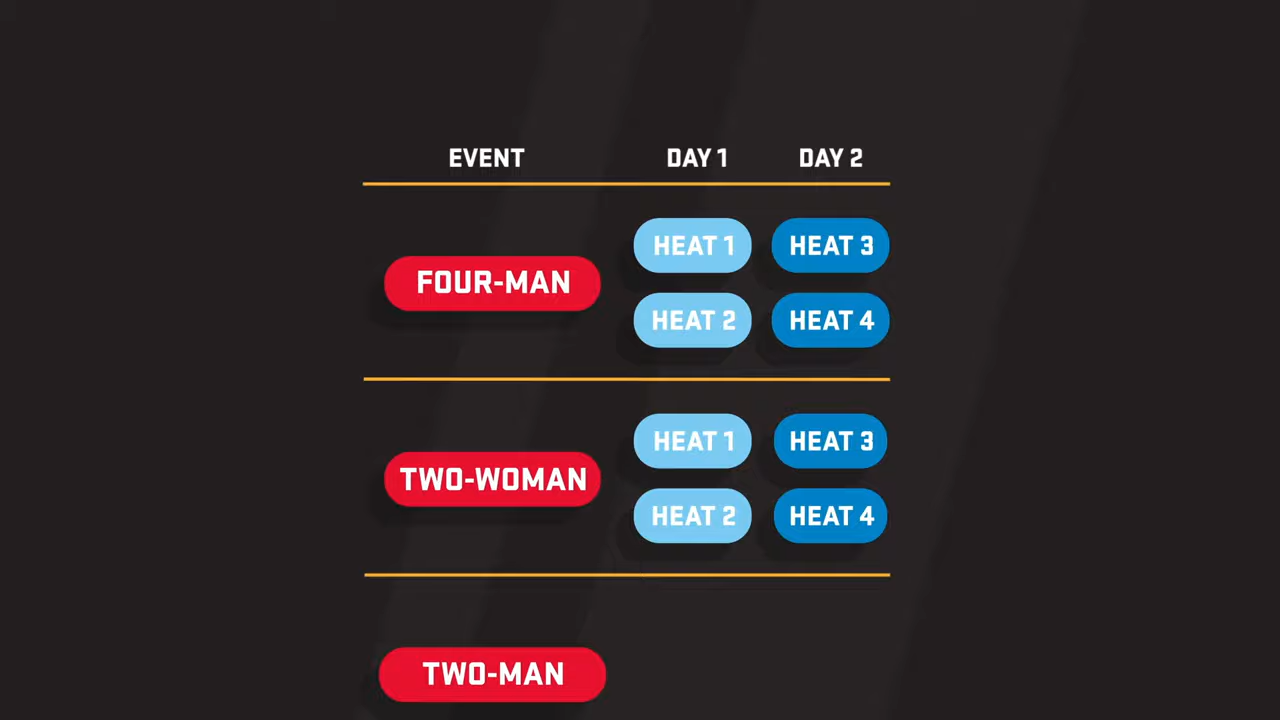 EVENT DAY 1 DAY 2
FOUR-MAN
HEAT 1 HEAT 3
HEAT 2 HEAT 4
TWO-WOMAN
HEAT 1 HEAT 3
HEAT 2 HEAT 4
TWO-MAN